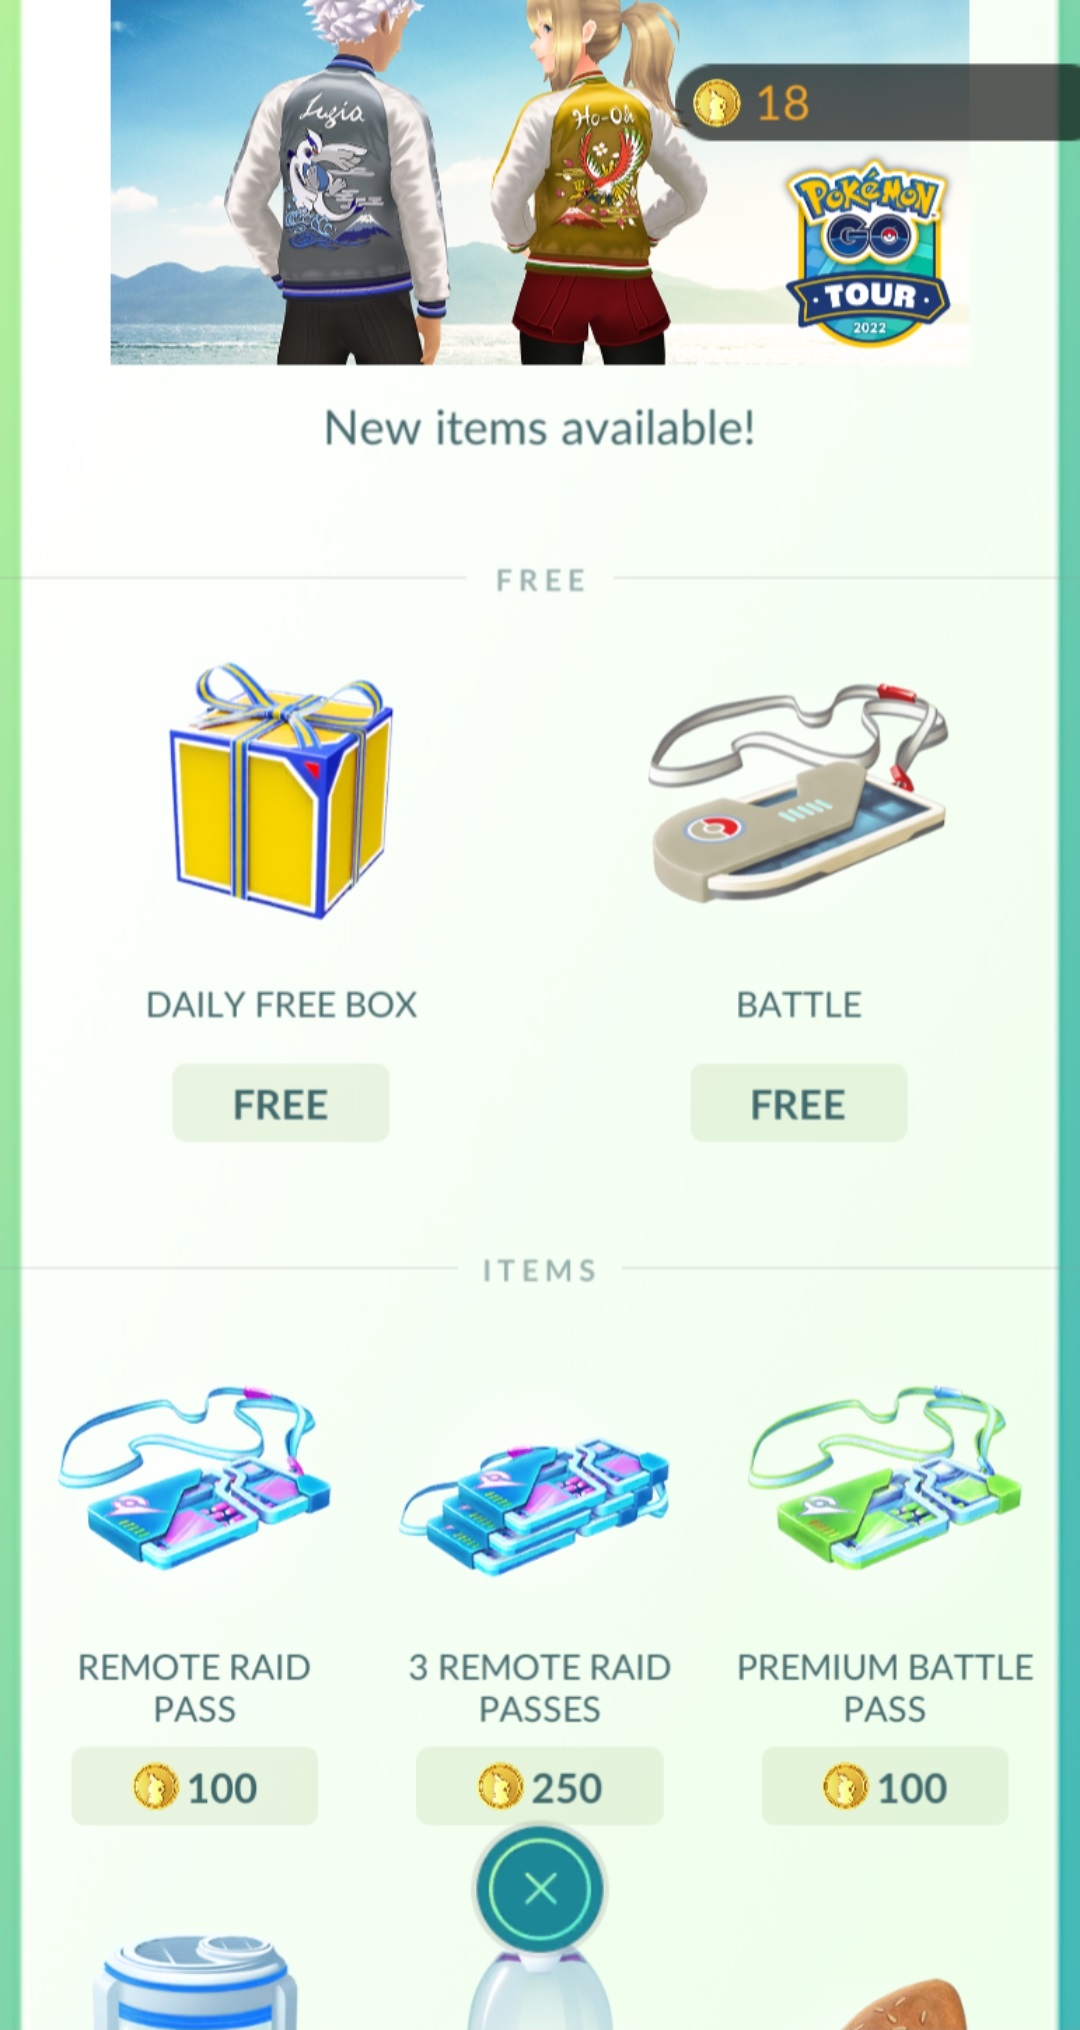 Lugia
Ho-Oh
18
POKÉMON
GO
TOUR
2022
New items available!
FREE
DAILY FREE BOX
BATTLE
FREE
FREE
ITEMS
REMOTE RAID
PASS
3 REMOTE RAID
PASSES
PREMIUM BATTLE
PASS
100
250
100